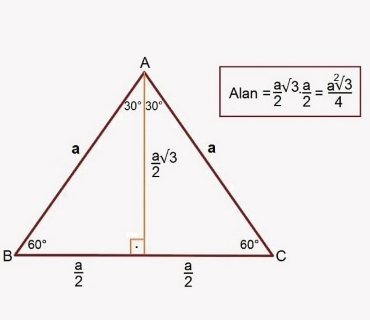 A
Alan = a/2 √3 · a/2 = a²√3/4
30° 30°
a
a
a/2 √3
B
60°
60°
C
a/2
a/2